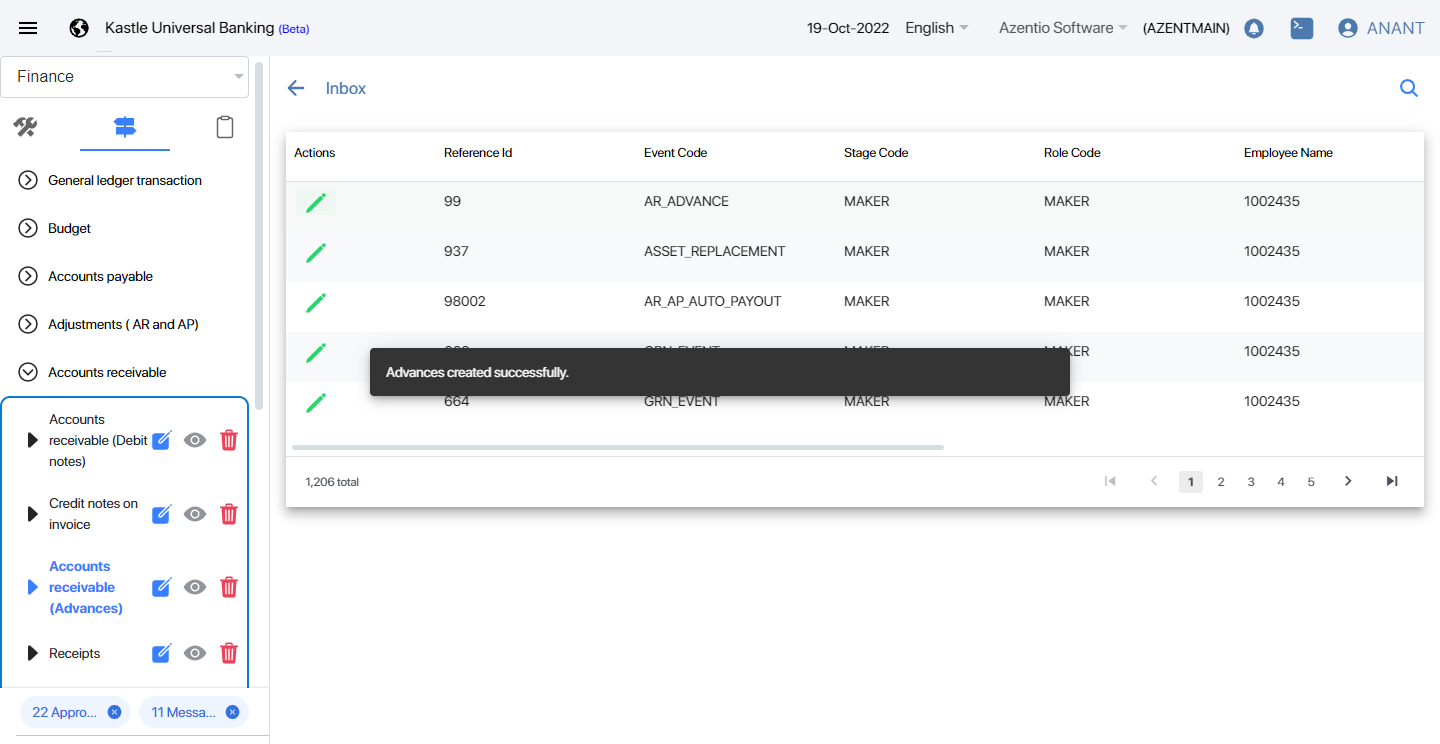 Kastle Universal Banking (Beta)
19-Oct-2022
English
Azentio Software
(AZENTMAIN)
ANANT
Finance
General ledger transaction
Budget
Accounts payable
Adjustments ( AR and AP)
Accounts receivable
Accounts
receivable (Debit
notes)
Credit notes on
invoice
Accounts
receivable
(Advances)
Receipts
22 Appro...
11 Messa...
Inbox
Actions Reference Id Event Code Stage Code Role Code Employee Name
99 AR_ADVANCE MAKER MAKER 1002435
937 ASSET_REPLACEMENT MAKER MAKER 1002435
98002 AR_AP_AUTO_PAYOUT MAKER MAKER 1002435
GRN_EVENT MAKER MAKER 1002435
Advances created successfully.
664 GRN_EVENT MAKER MAKER 1002435
1,206 total
1 2 3 4 5